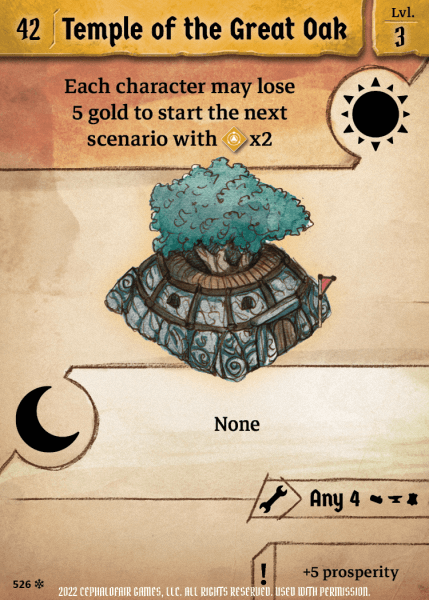 42 Temple of the Great Oak
Lvl.
3
Each character may lose
5 gold to start the next
scenario with x2
None
Any 4
+5 prosperity
!
526
2022 CEPHALOFAIR GAMES, LLC. ALL RIGHTS RESERVED. USED WITH PERMISSION.